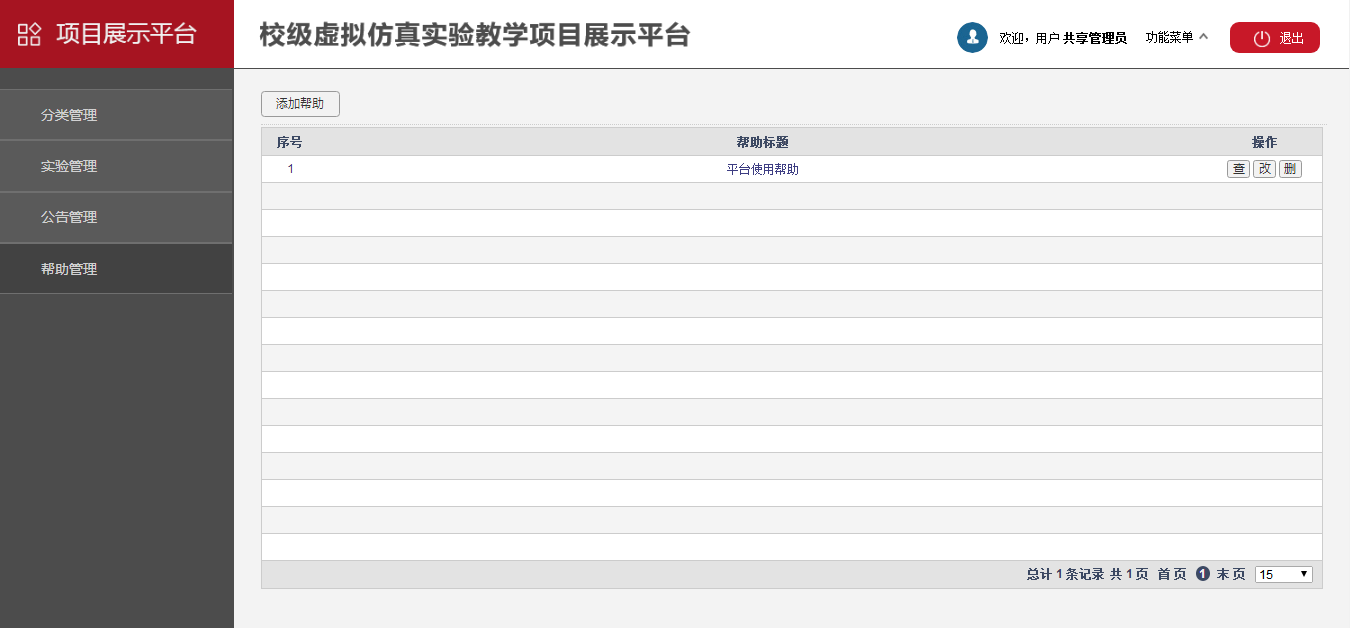 项目展示平台
校级虚拟仿真实验教学项目展示平台
欢迎，用户 共享管理员 功能菜单 退出
分类管理
实验管理
公告管理
帮助管理
添加帮助
序号 帮助标题 操作
1 平台使用帮助 查 改 删
总计 1 条记录 共 1 页 首 页 1 末 页 15